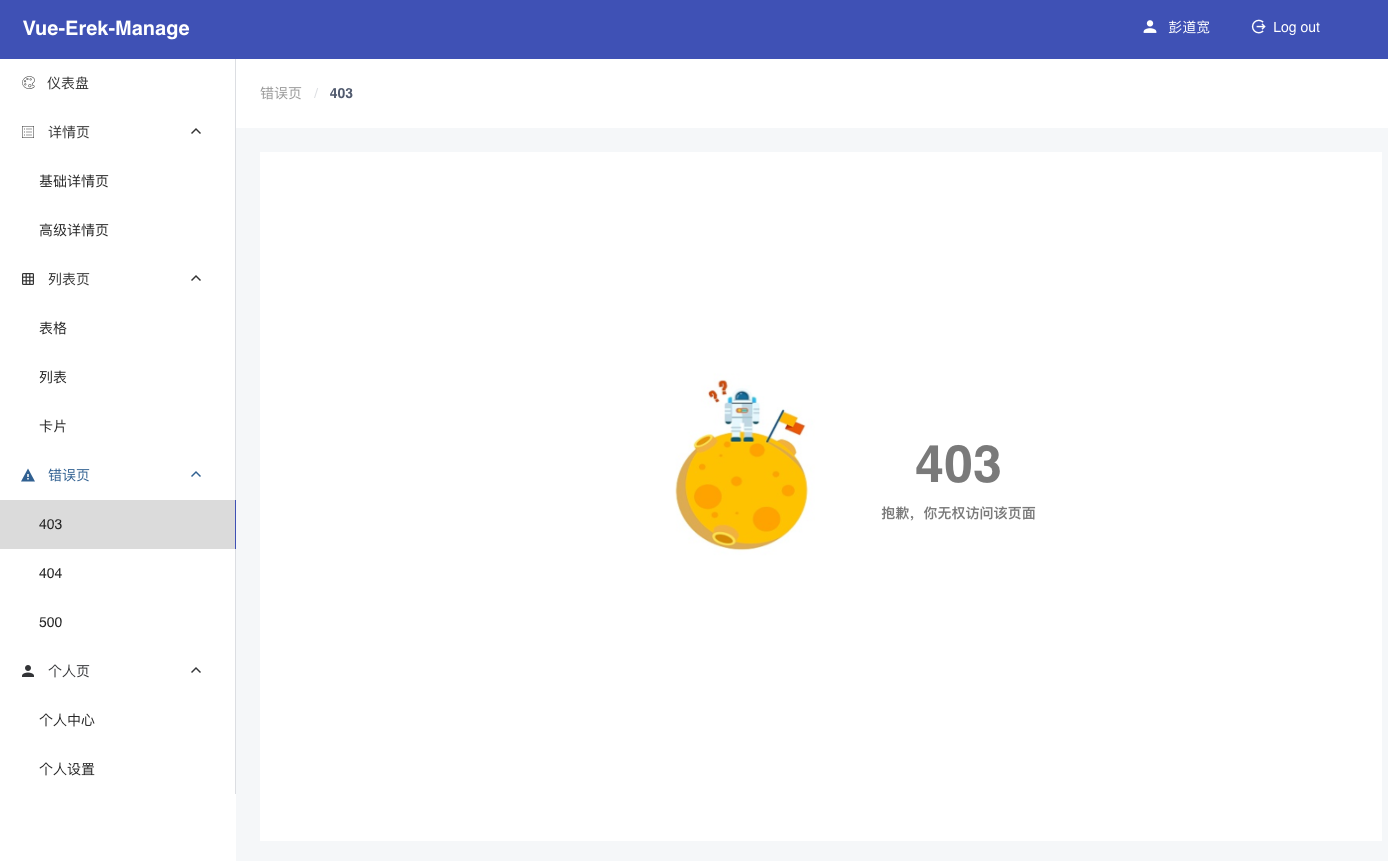 Vue-Erek-Manage
彭道宽
Log out
仪表盘
详情页
基础详情页
高级详情页
列表页
表格
列表
卡片
错误页
403
404
500
个人页
个人中心
个人设置
错误页 / 403
??
403
抱歉，你无权访问该页面